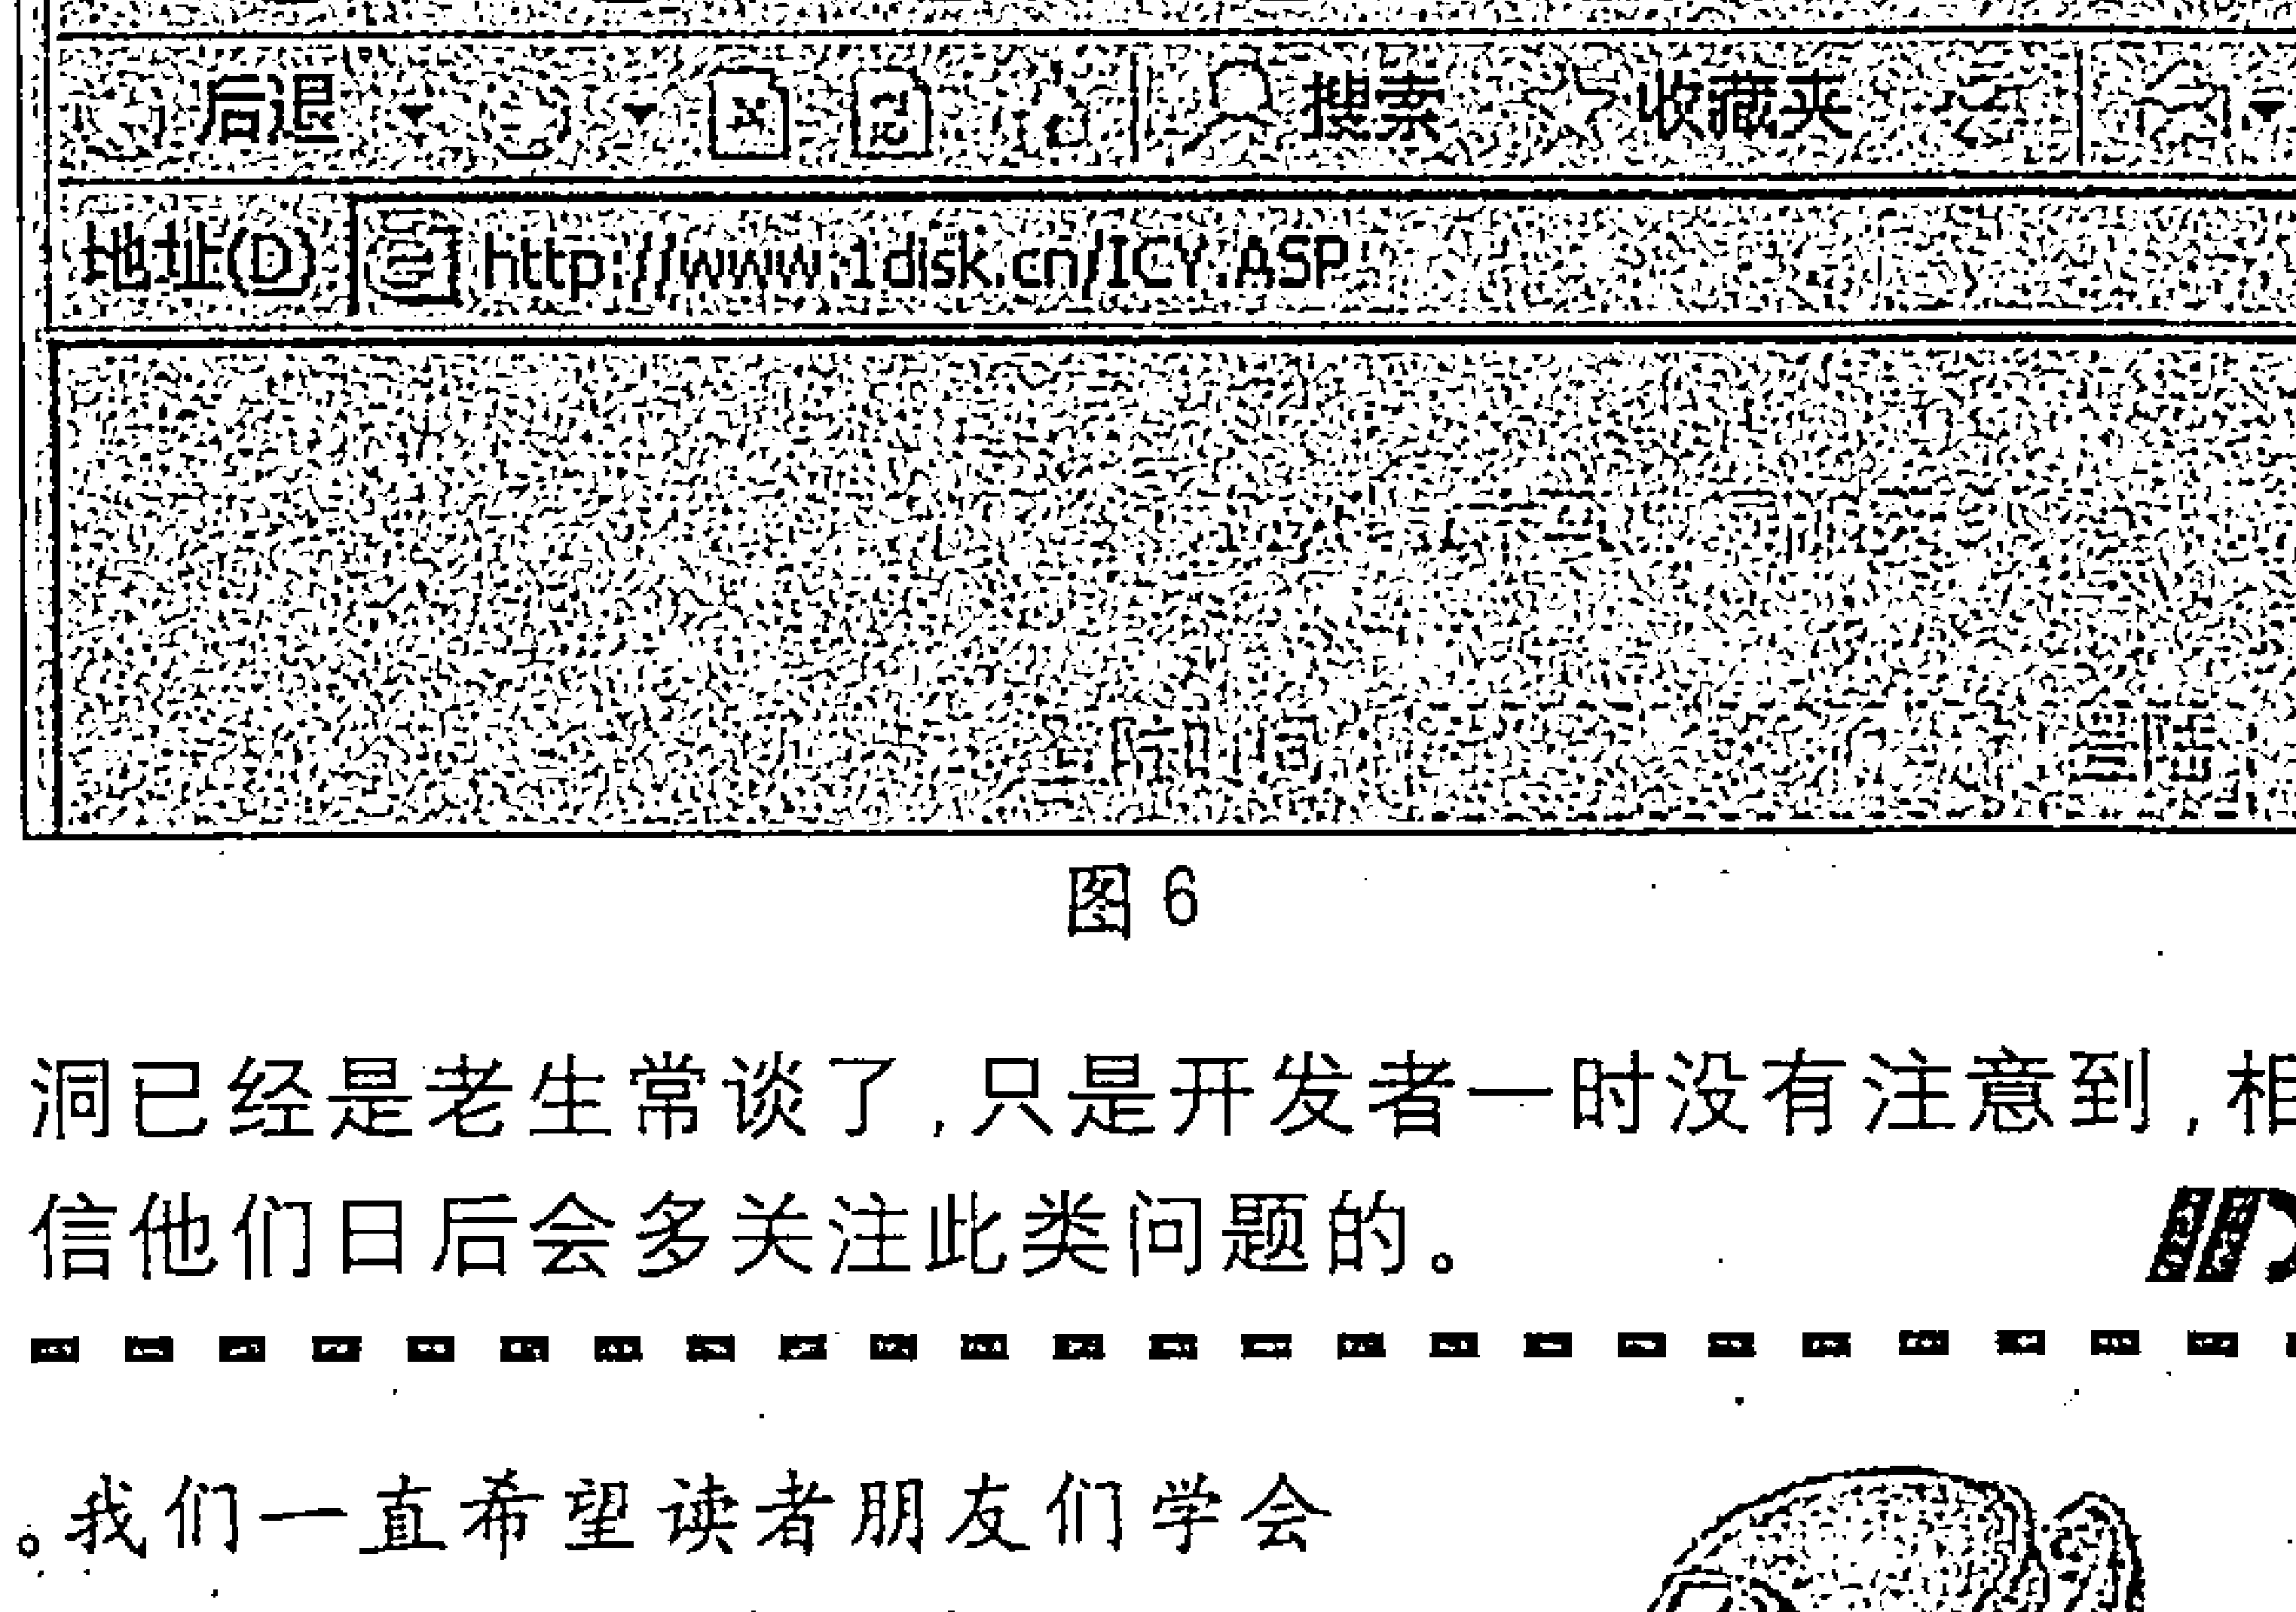 后退 搜索 收藏夹
地址(D) http://www.1disk.cn/ICY.ASP
图 6
洞已经是老生常谈了,只是开发者一时没有注意到,相
信他们日后会多关注此类问题的。
。我们一直希望读者朋友们学会